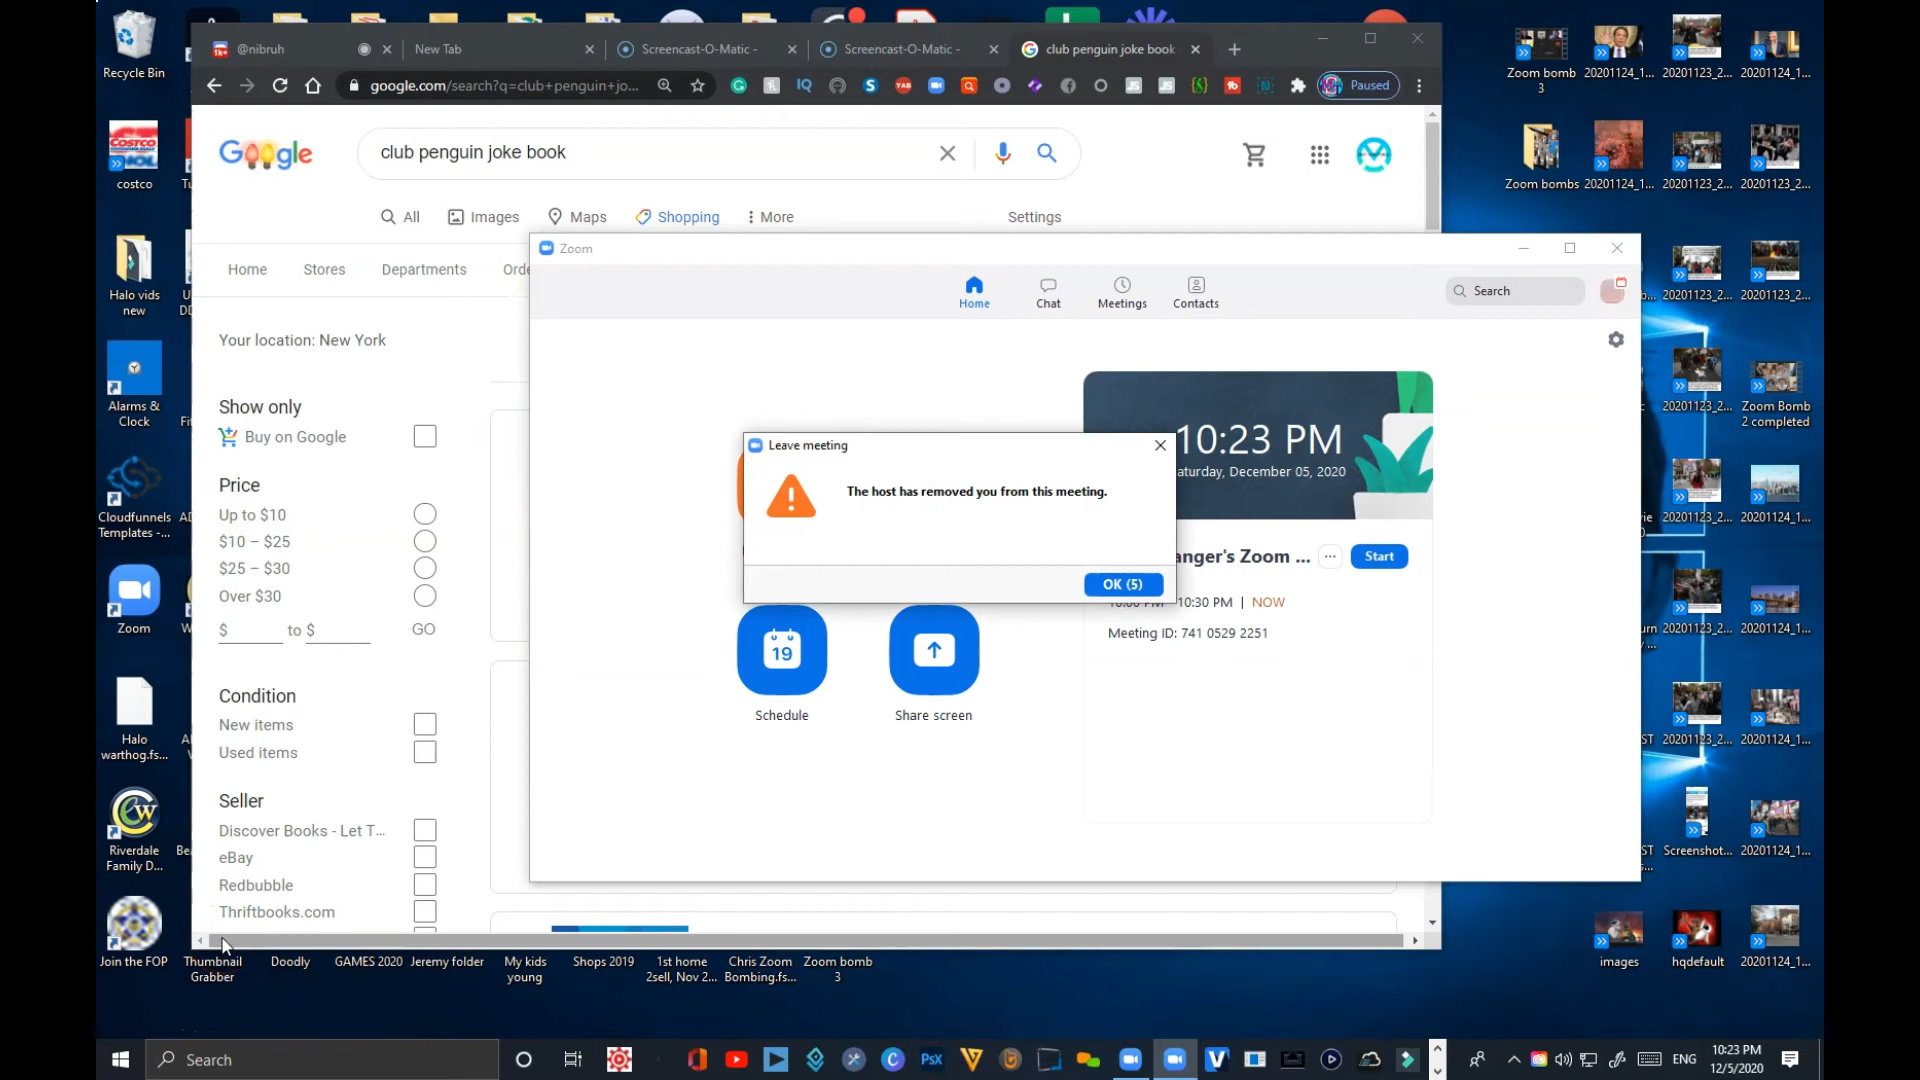 @nibruh
New Tab
Screencast-O-Matic -
Screencast-O-Matic -
club penguin joke book
google.com/search?q=club+penguin+jo...
Paused
Google
club penguin joke book
All
Images
Maps
Shopping
More
Settings
Home
Stores
Departments
Your location: New York
Show only
Buy on Google
Price
Up to $10
$10 – $25
$25 – $30
Over $30
$ to $
GO
Condition
New items
Used items
Seller
Discover Books - Let T...
eBay
Redbubble
Thriftbooks.com
Zoom
Home
Chat
Meetings
Contacts
Search
10:23 PM
aturday, December 05, 2020
Leave meeting
The host has removed you from this meeting.
OK (5)
anger's Zoom ...
Start
10:30 PM | NOW
Meeting ID: 741 0529 2251
19
Schedule
Share screen
Recycle Bin
costco
Halo vids
new
Alarms &
Clock
Cloudfunnels
Templates -...
Zoom
Halo
warthog.fs...
Riverdale
Family D...
Join the FOP
Thumbnail
Grabber
Doodly
GAMES 2020
Jeremy folder
My kids
young
Shops 2019
1st home
2sell, Nov 2...
Chris Zoom
Bombing.fs...
Zoom bomb
3
Zoom bomb
3
20201124_1...
20201123_2...
20201124_1...
Zoom bombs
20201124_1...
20201123_2...
20201123_2...
20201123_2...
20201123_2...
20201123_2...
Zoom Bomb
2 completed
20201123_2...
20201124_1...
20201123_2...
20201124_1...
20201123_2...
20201124_1...
Screenshot...
20201124_1...
images
hqdefault
20201124_1...
Search
PsX
ENG
10:23 PM
12/5/2020